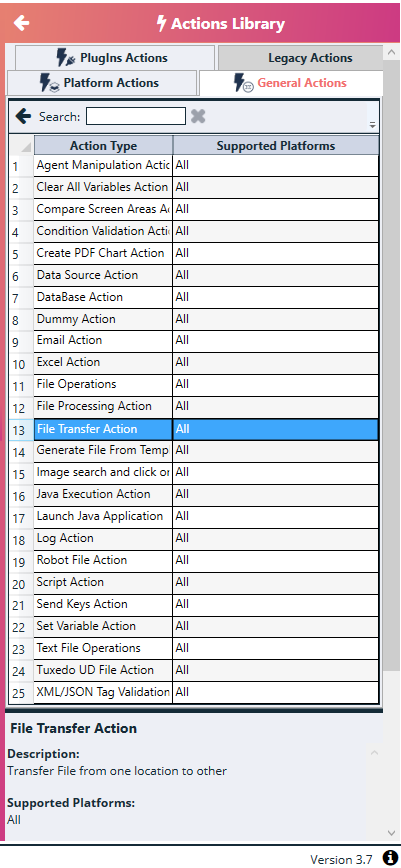 Actions Library
PlugIns Actions Legacy Actions
Platform Actions General Actions
Search:
Action Type Supported Platforms
1 Agent Manipulation Actic All
2 Clear All Variables Action All
3 Compare Screen Areas A All
4 Condition Validation Acti All
5 Create PDF Chart Action All
6 Data Source Action All
7 DataBase Action All
8 Dummy Action All
9 Email Action All
10 Excel Action All
11 File Operations All
12 File Processing Action All
13 File Transfer Action All
14 Generate File From Temp All
15 Image search and click or All
16 Java Execution Action All
17 Launch Java Application All
18 Log Action All
19 Robot File Action All
20 Script Action All
21 Send Keys Action All
22 Set Variable Action All
23 Text File Operations All
24 Tuxedo UD File Action All
25 XML/JSON Tag Validation All
File Transfer Action
Description:
Transfer File from one location to other
Supported Platforms:
All
Version 3.7